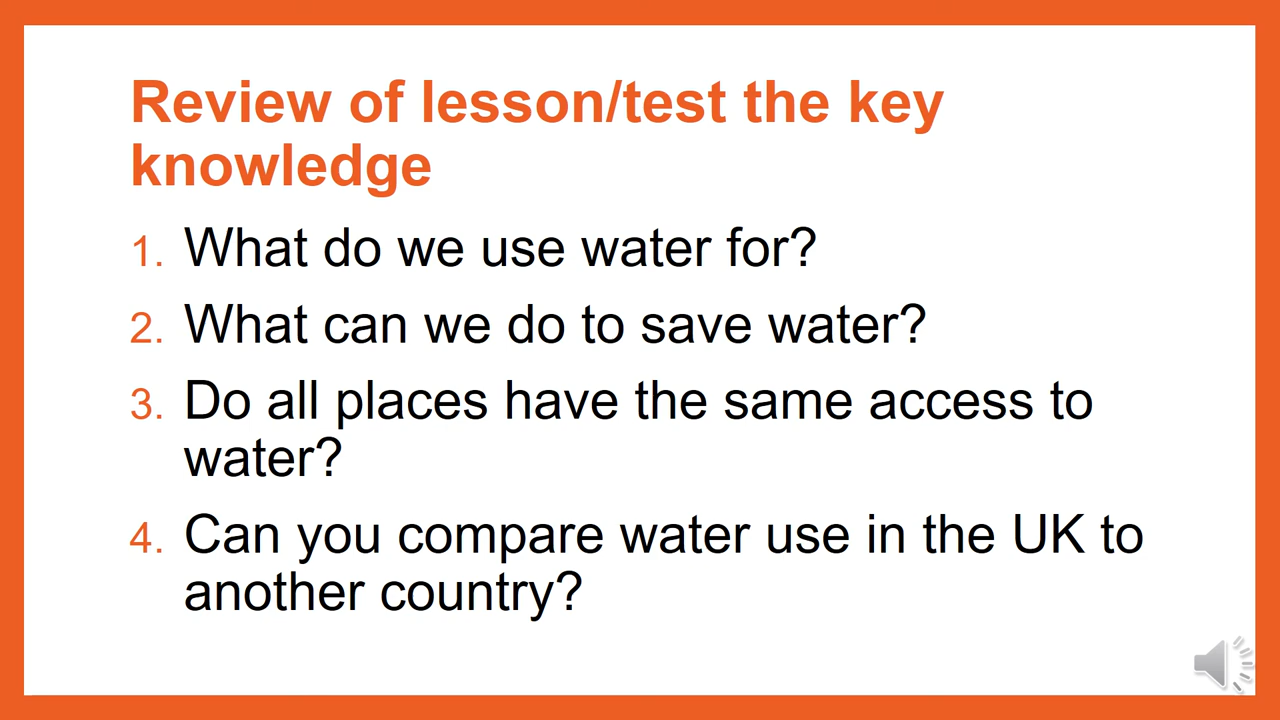 Review of lesson/test the key
knowledge
1. What do we use water for?
2. What can we do to save water?
3. Do all places have the same access to
water?
4. Can you compare water use in the UK to
another country?